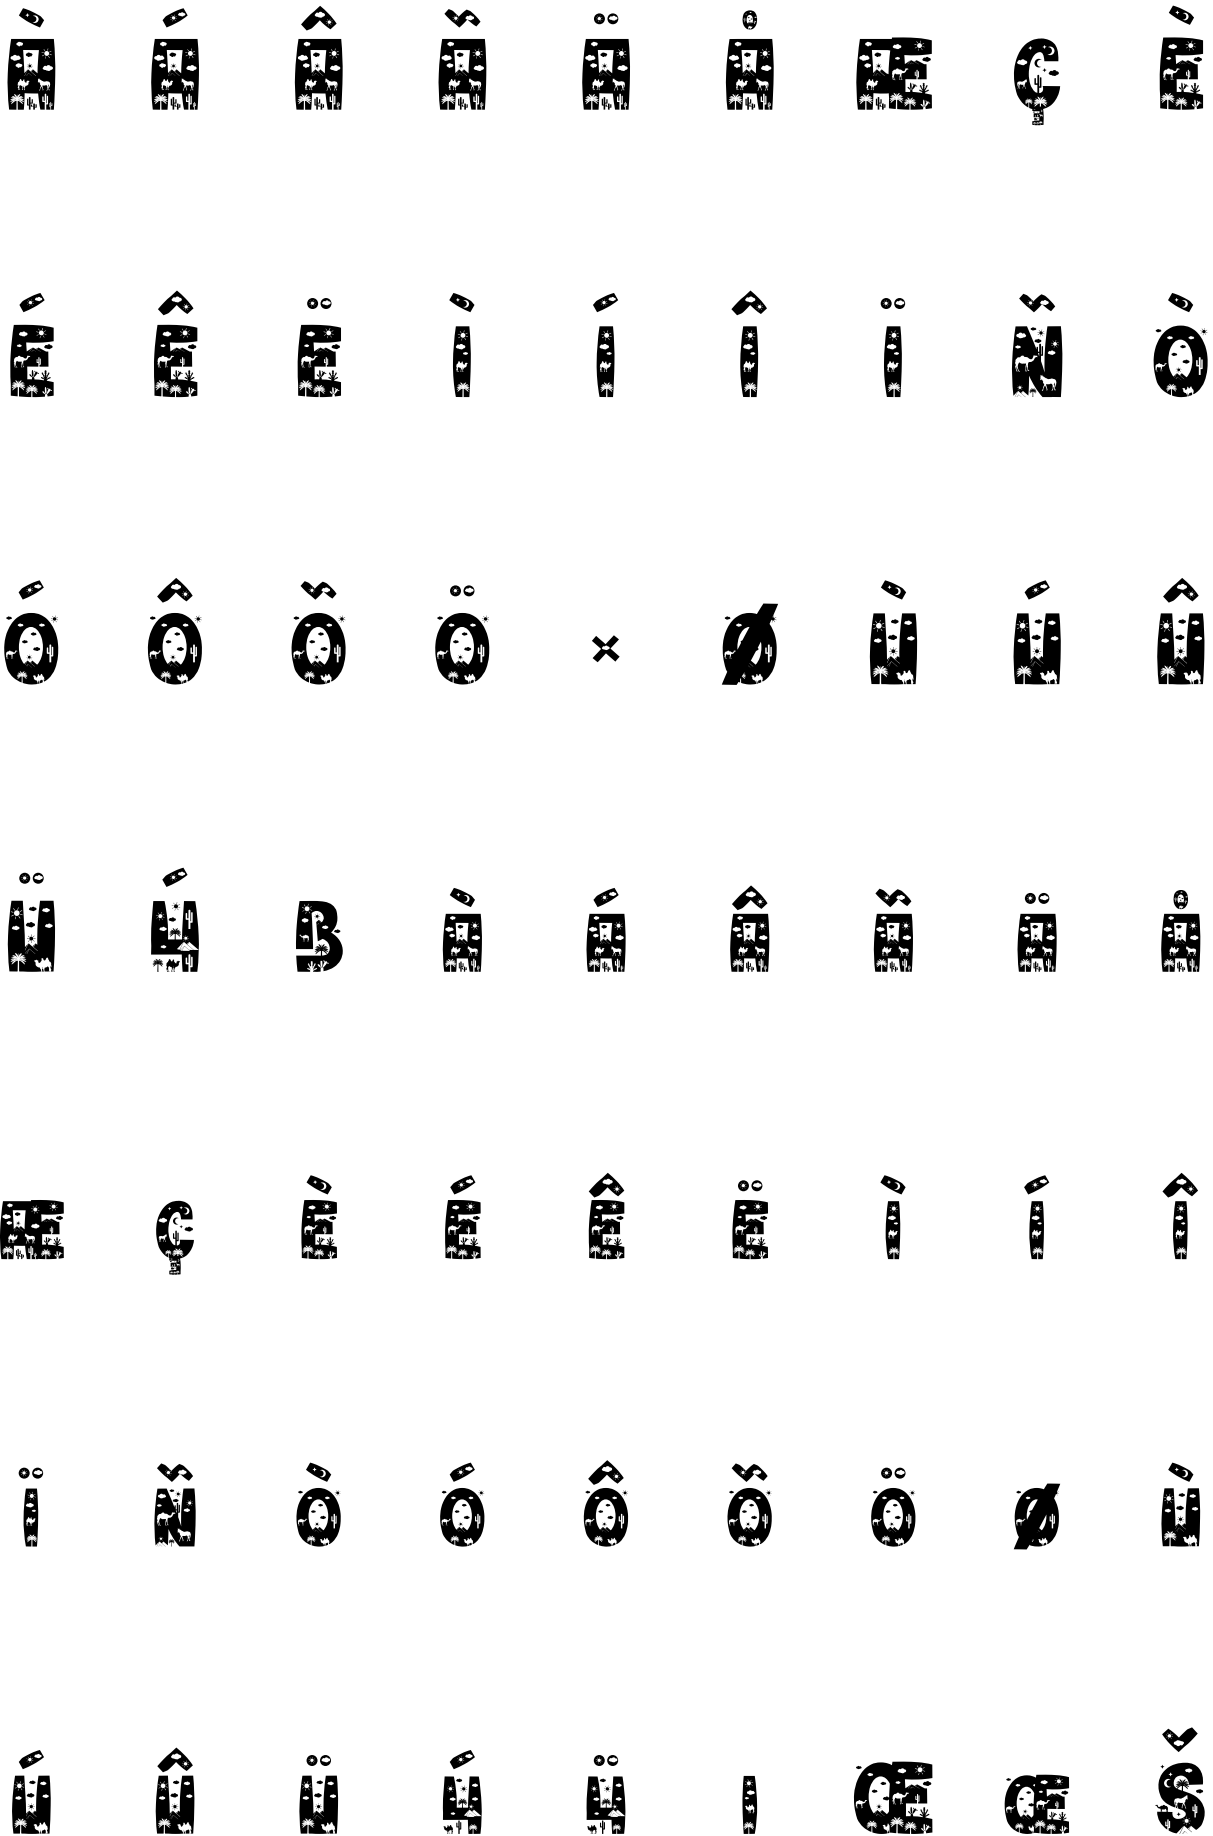 À Á Â Ã Ä Å Æ Ç È
É Ê Ë Ì Í Î Ï Ñ Ò
Ó Ô Õ Ö × Ø Ù Ú Û
Ü Ý ß à á â ã ä å
æ ç è é ê ë ì í î
ï ñ ò ó ô õ ö ø ù
ú û ü ý ÿ ı Œ œ Š